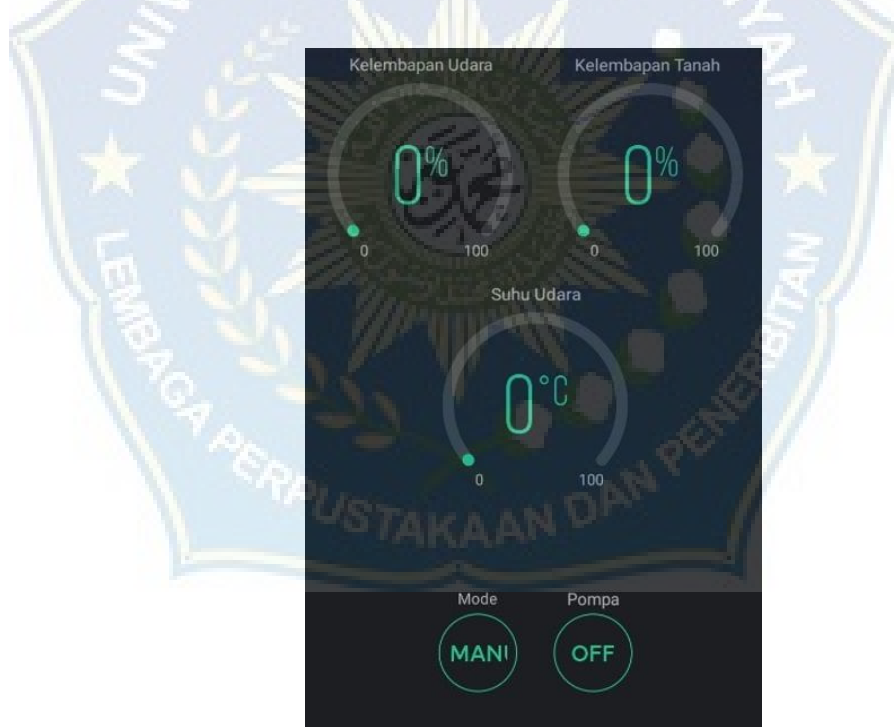 Kelembapan Udara
Kelembapan Tanah
0%
0%
0
100
0
100
Suhu Udara
0°C
0
100
Mode
Pompa
MANU
OFF
LEMBAGA PERPUSTAKAAN DAN PENERBITAN